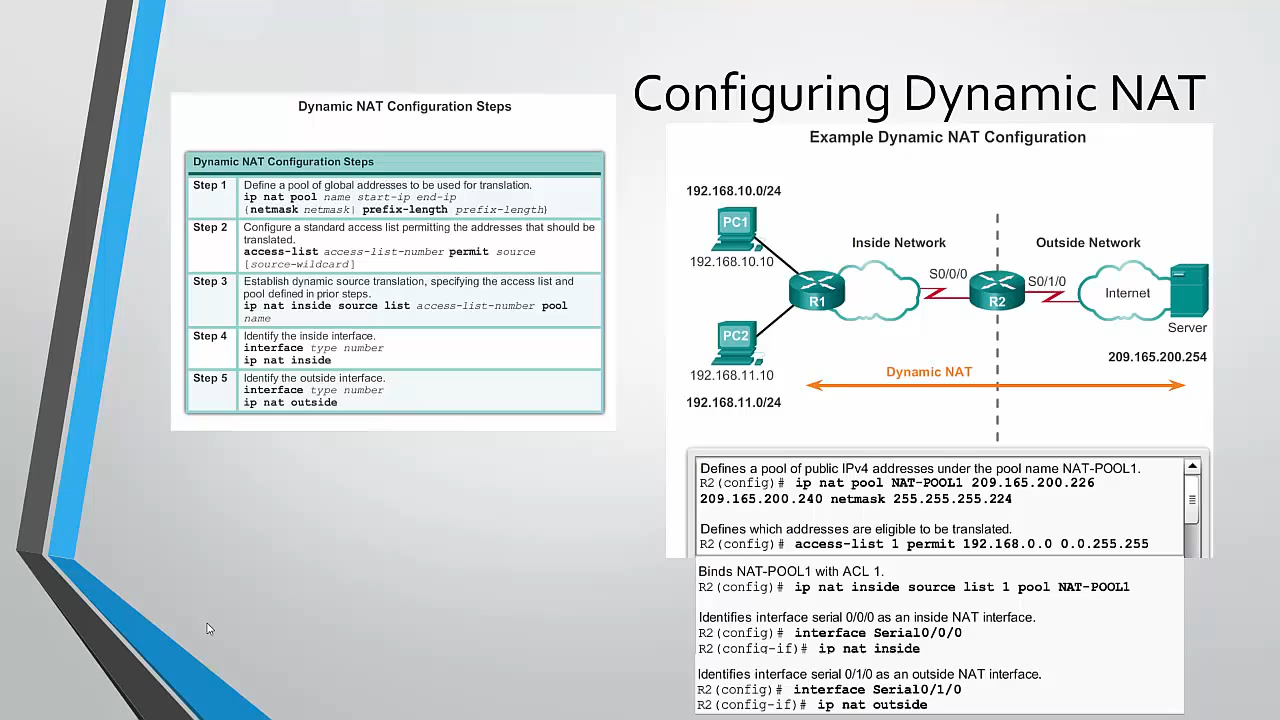 Configuring Dynamic NAT
Dynamic NAT Configuration Steps
Dynamic NAT Configuration Steps
Step 1
Define a pool of global addresses to be used for translation.
ip nat pool name start-ip end-ip
{netmask netmask| prefix-length prefix-length}
Step 2
Configure a standard access list permitting the addresses that should be
translated.
access-list access-list-number permit source
[source-wildcard]
Step 3
Establish dynamic source translation, specifying the access list and
pool defined in prior steps.
ip nat inside source list access-list-number pool
name
Step 4
Identify the inside interface.
interface type number
ip nat inside
Step 5
Identify the outside interface.
interface type number
ip nat outside
Example Dynamic NAT Configuration
192.168.10.0/24
PC1
192.168.10.10
Inside Network
Outside Network
S0/0/0
S0/1/0
R1
R2
Internet
Server
PC2
192.168.11.10
209.165.200.254
Dynamic NAT
192.168.11.0/24
Defines a pool of public IPv4 addresses under the pool name NAT-POOL1.
R2(config)# ip nat pool NAT-POOL1 209.165.200.226
209.165.200.240 netmask 255.255.255.224
Defines which addresses are eligible to be translated.
R2(config)# access-list 1 permit 192.168.0.0 0.0.255.255
Binds NAT-POOL1 with ACL 1.
R2(config)# ip nat inside source list 1 pool NAT-POOL1
Identifies interface serial 0/0/0 as an inside NAT interface.
R2(config)# interface Serial0/0/0
R2(config-if)# ip nat inside
Identifies interface serial 0/1/0 as an outside NAT interface.
R2(config)# interface Serial0/1/0
R2(config-if)# ip nat outside